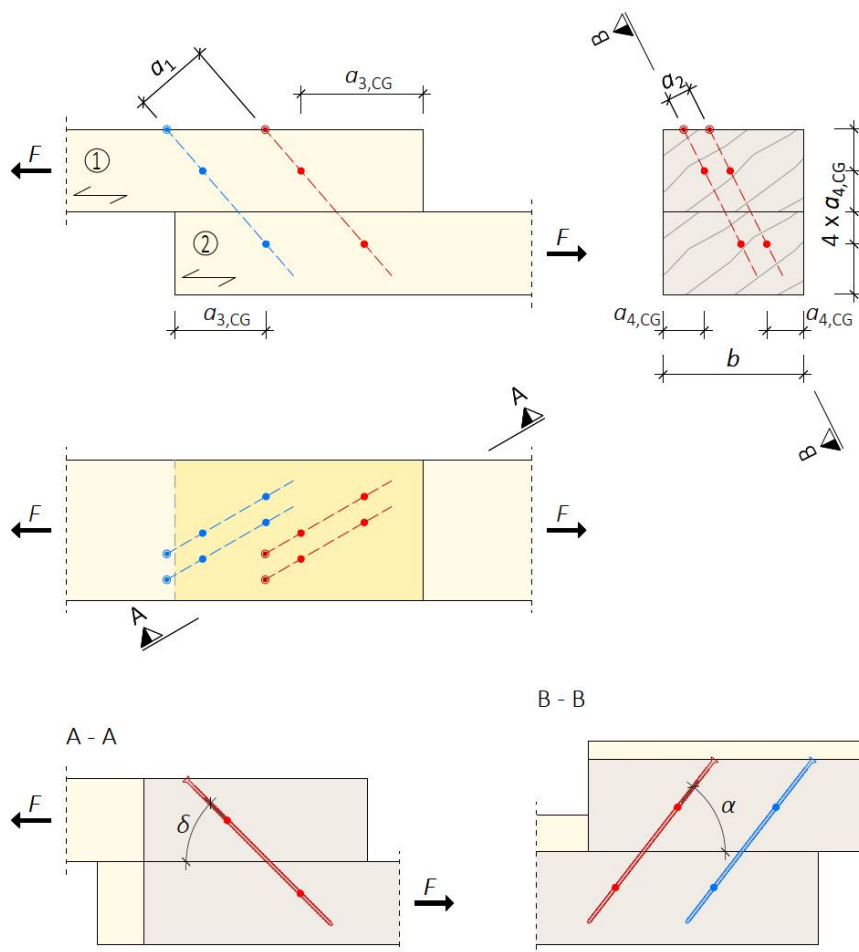 a₁
a₃,CG
B
a₂
F
①
②
F
4 x a₄,CG
a₃,CG
a₄,CG
a₄,CG
b
A
B
F
F
A
A - A
B - B
F
δ
α
F